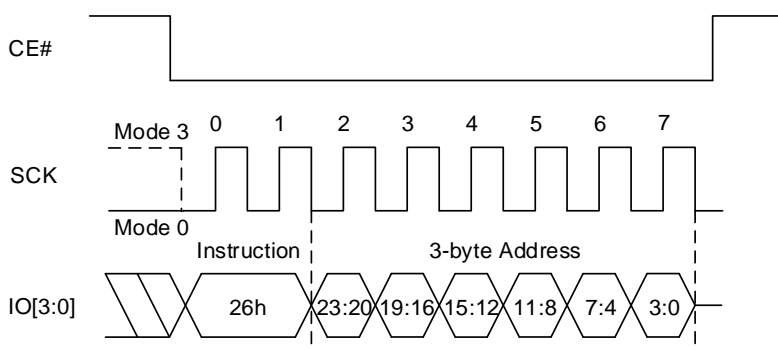 CE#
Mode 3 0 1 2 3 4 5 6 7
SCK
Mode 0
Instruction 3-byte Address
IO[3:0] 26h 23:20 19:16 15:12 11:8 7:4 3:0